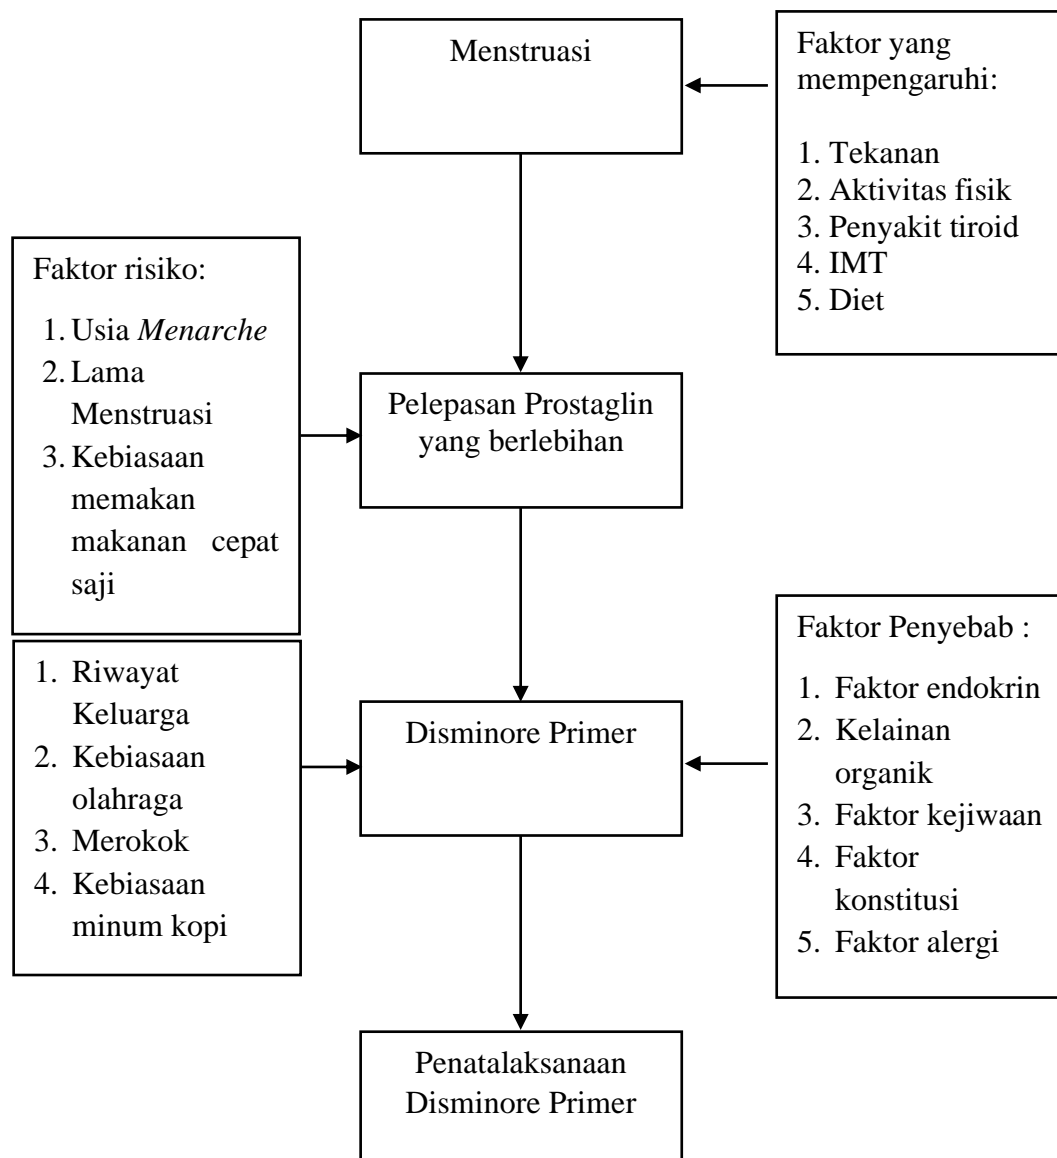 Menstruasi
Faktor yang
mempengaruhi:
1. Tekanan
2. Aktivitas fisik
3. Penyakit tiroid
4. IMT
5. Diet
Faktor risiko:
1. Usia Menarche
2. Lama
Menstruasi
3. Kebiasaan
memakan
makanan cepat
saji
Pelepasan Prostaglin
yang berlebihan
1. Riwayat
Keluarga
2. Kebiasaan
olahraga
3. Merokok
4. Kebiasaan
minum kopi
Disminore Primer
Faktor Penyebab :
1. Faktor endokrin
2. Kelainan
organik
3. Faktor kejiwaan
4. Faktor
konstitusi
5. Faktor alergi
Penatalaksanaan
Disminore Primer